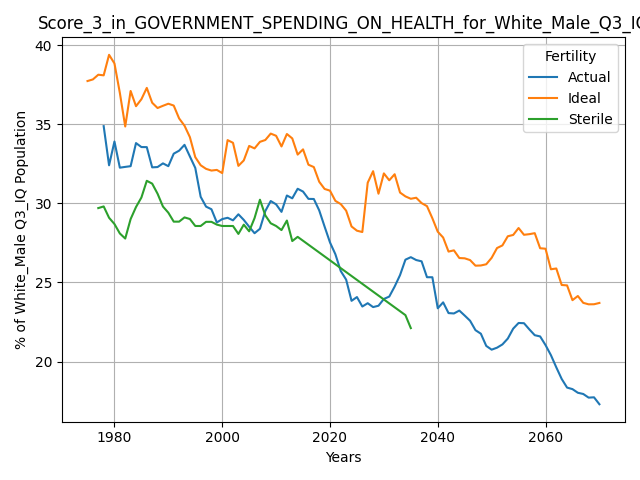 Score_3_in_GOVERNMENT_SPENDING_ON_HEALTH_for_White_Male_Q3_IQ
Fertility
Actual
Ideal
Sterile
% of White_Male Q3_IQ Population
40
35
30
25
20
1980
2000
2020
2040
2060
Years